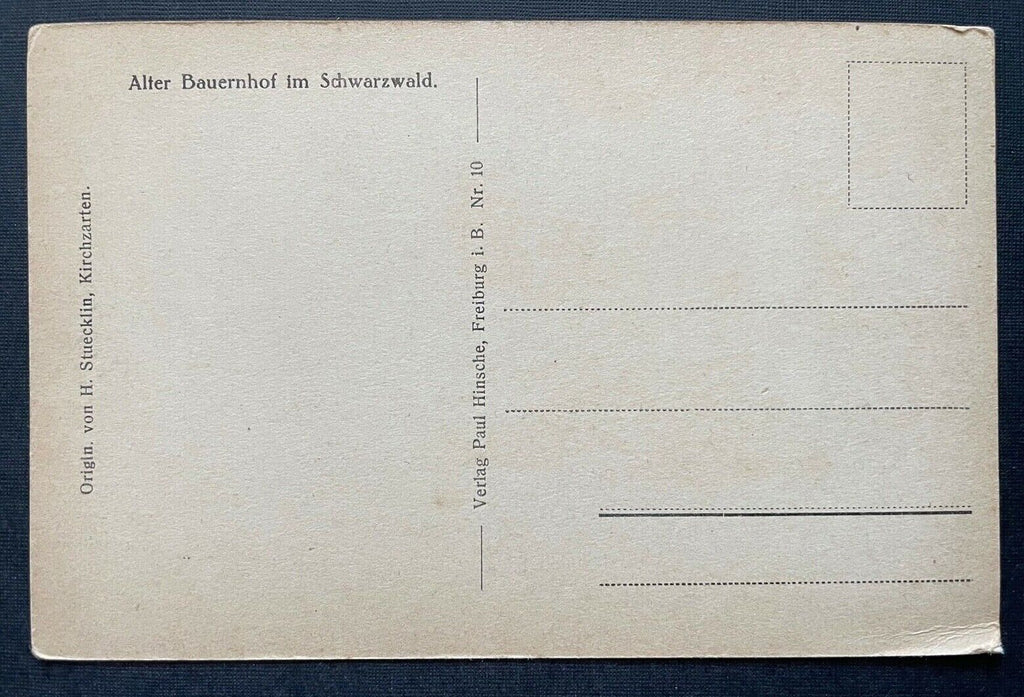 Alter Bauernhof im Schwarzwald.
Origin. von H. Stuecklin, Kirchzarten.
Verlag Paul Hinsche, Freiburg i. B. Nr. 10